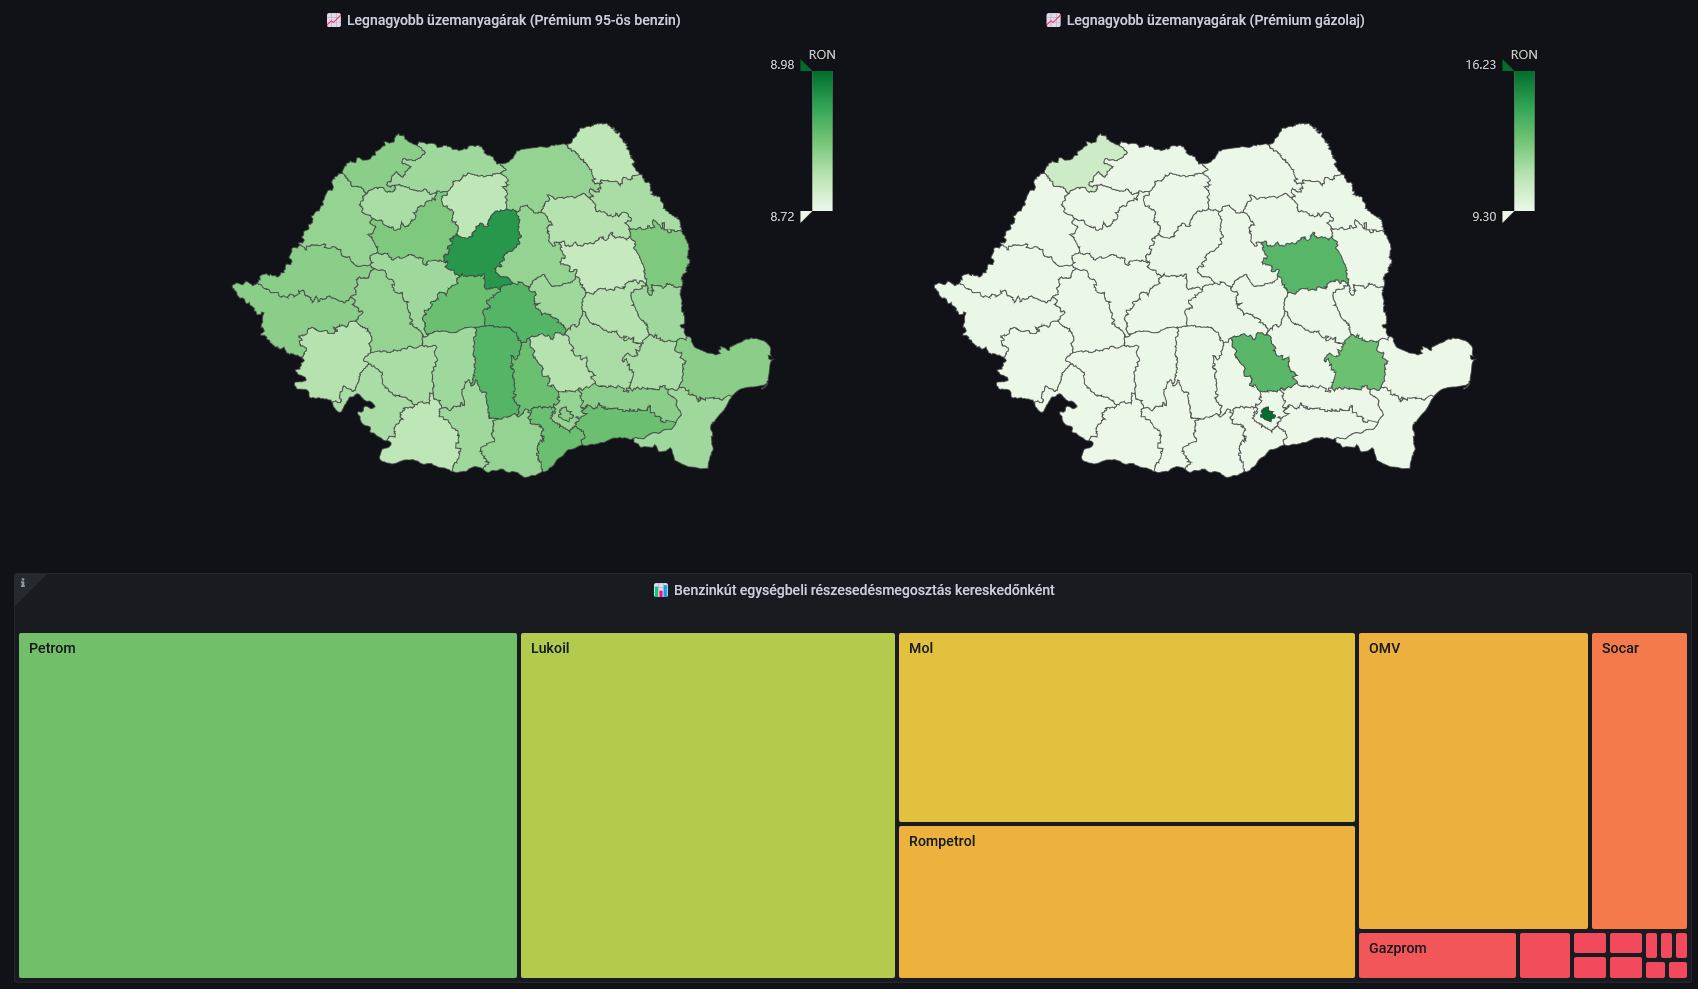 Legnagyobb üzemanyagárak (Prémium 95-ös benzin)
Legnagyobb üzemanyagárak (Prémium gázolaj)
RON
8.98
8.72
RON
16.23
9.30
i
Benzinkút egységbeli részesedésmegosztás kereskedőnként
Petrom
Lukoil
Mol
OMV
Socar
Rompetrol
Gazprom